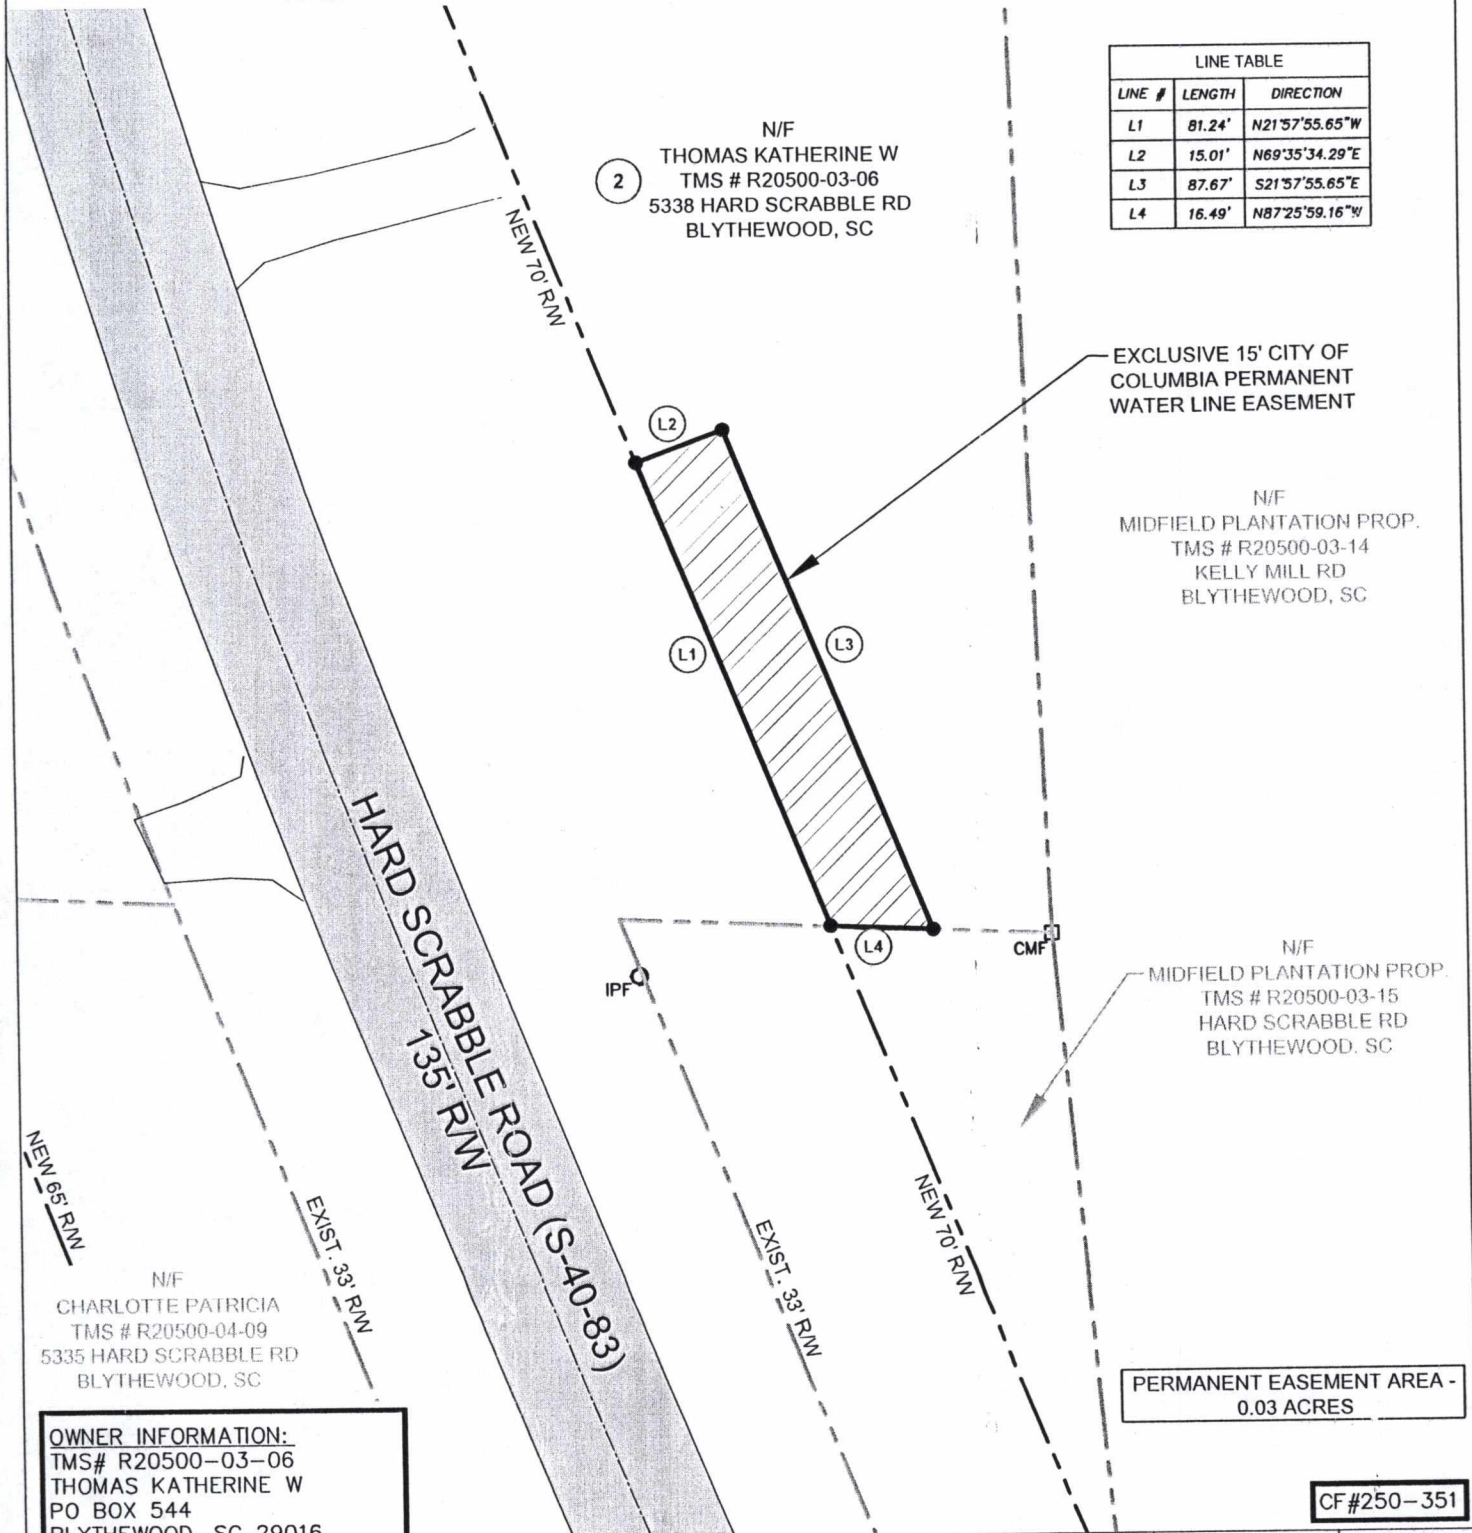 LINE TABLE
LINE # LENGTH DIRECTION
L1 81.24' N21°57'55.65"W
L2 15.01' N69°35'34.29"E
L3 87.67' S21°57'55.65"E
L4 16.49' N87°25'59.16"W
N/F
THOMAS KATHERINE W
TMS # R20500-03-06
5338 HARD SCRABBLE RD
BLYTHEWOOD, SC
2
NEW 70' R/W
EXCLUSIVE 15' CITY OF
COLUMBIA PERMANENT
WATER LINE EASEMENT
L2
N/F
MIDFIELD PLANTATION PROP.
TMS # R20500-03-14
KELLY MILL RD
BLYTHEWOOD, SC
L1
L3
HARD SCRABBLE ROAD (S-40-83)
135' R/W
L4
CMF
IPF
N/F
MIDFIELD PLANTATION PROP.
TMS # R20500-03-15
HARD SCRABBLE RD
BLYTHEWOOD. SC
NEW 65' R/W
EXIST. 33' R/W
EXIST. 33' R/W
NEW 70' R/W
N/F
CHARLOTTE PATRICIA
TMS # R20500-04-09
5335 HARD SCRABBLE RD
BLYTHEWOOD, SC
PERMANENT EASEMENT AREA -
0.03 ACRES
OWNER INFORMATION:
TMS# R20500-03-06
THOMAS KATHERINE W
PO BOX 544
BLYTHEWOOD, SC 29016
CF#250-351